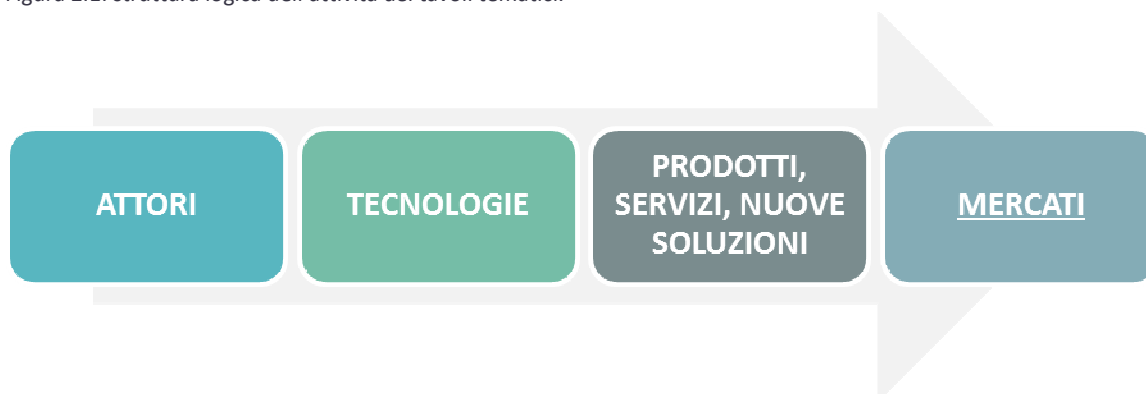 ATTORI
TECNOLOGIE
PRODOTTI,
SERVIZI, NUOVE
SOLUZIONI
MERCATI